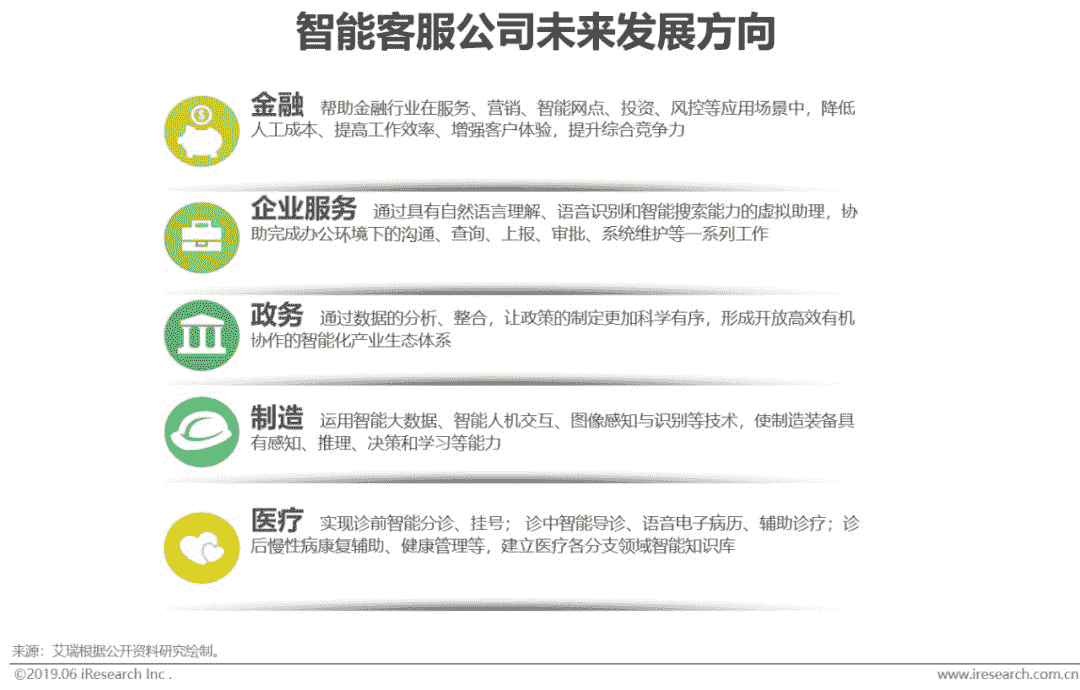 智能客服公司未来发展方向
金融 帮助金融行业在服务、营销、智能网点、投资、风控等应用场景中，降低
人工成本、提高工作效率、增强客户体验，提升综合竞争力
企业服务 通过具有自然语言理解、语音识别和智能搜索能力的虚拟助理，协
助完成办公环境下的沟通、查询、上报、审批、系统维护等一系列工作
政务 通过数据的分析、整合，让政策的制定更加科学有序，形成开放高效有机
协作的智能化产业生态体系
制造 运用智能大数据、智能人机交互、图像感知与识别等技术，使制造装备具
有感知、推理、决策和学习等能力
医疗 实现诊前智能分诊、挂号； 诊中智能导诊、语音电子病历、辅助诊疗；诊
后慢性病康复辅助、健康管理等，建立医疗各分支领域智能知识库
来源：艾瑞根据公开资料研究绘制。
©2019.06 iResearch Inc . www.iresearch.com.cn